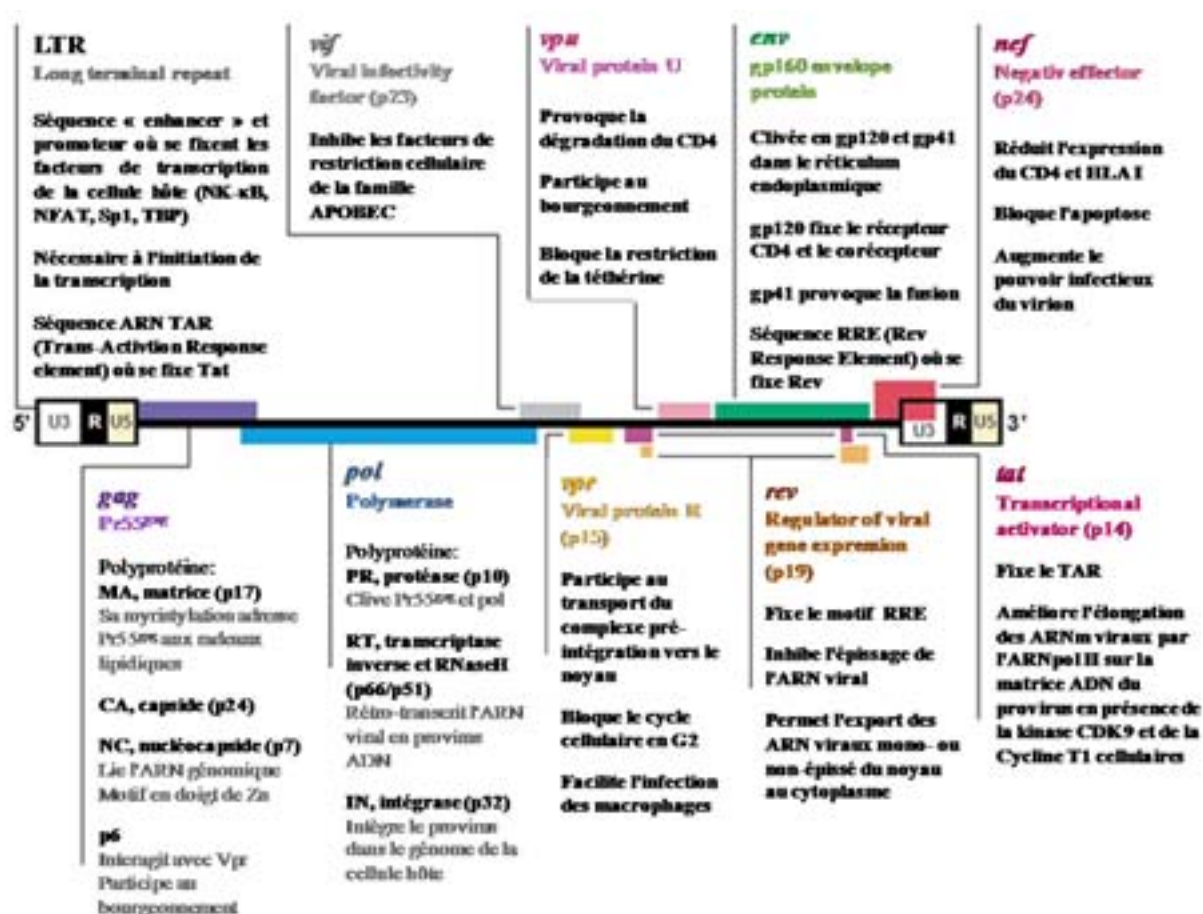 LTR
Long terminal repeat
Séquence « enhancer » et
promoteur où se fixent les
facteurs de transcription
de la cellule hôte (NK-κB,
NFAT, Sp1, TBP)
Nécessaire à l'initiation de
la transcription
Séquence ARN TAR
(Trans-Activtion Response
element) où se fixe Tat
vif
Viral infectivity
factor (p23)
Inhibe les facteurs de
restriction cellulaire
de la famille
APOBEC
vpu
Viral protein U
Provoque la
dégradation du CD4
Participe au
bourgeonnement
Bloque la restriction
de la téthérine
env
gp160 envelope
protein
Clivée en gp120 et gp41
dans le réticulum
endoplasmique
gp120 fixe le récepteur
CD4 et le corécepteur
gp41 provoque la fusion
Séquence RRE (Rev
Response Element) où se
fixe Rev
nef
Negativ effector
(p24)
Réduit l'expression
du CD4 et HLA I
Bloque l'apoptose
Augmente le
pouvoir infectieux
du virion
5' U3 R U5
U3 R U5 3'
gag
Pr55gag
Polyprotéine:
MA, matrice (p17)
Sa myristylation adresse
Pr55gag aux radeaux
lipidiques
CA, capside (p24)
NC, nucléocapside (p7)
Lie l'ARN génomique
Motif en doigt de Zn
p6
Interagit avec Vpr
Participe au
bourgeonnement
pol
Polymerase
Polyprotéine:
PR, protéase (p10)
Clive Pr55gag et pol
RT, transcriptase
inverse et RNaseH
(p66/p51)
Rétro-transcrit l'ARN
viral en provirus
ADN
IN, intégrase (p32)
Intègre le provirus
dans le génome de la
cellule hôte
vpr
Viral protein R
(p15)
Participe au
transport du
complexe pré-
intégration vers le
noyau
Bloque le cycle
cellulaire en G2
Facilite l'infection
des macrophages
rev
Regulator of viral
gene expression
(p19)
Fixe le motif RRE
Inhibe l'épissage de
l'ARN viral
Permet l'export des
ARN viraux mono- ou
non-épissé du noyau
au cytoplasme
tat
Transcriptional
activator (p14)
Fixe le TAR
Améliore l'élongation
des ARNm viraux par
l'ARNpol II sur la
matrice ADN du
provirus en présence de
la kinase CDK9 et de la
Cycline T1 cellulaires